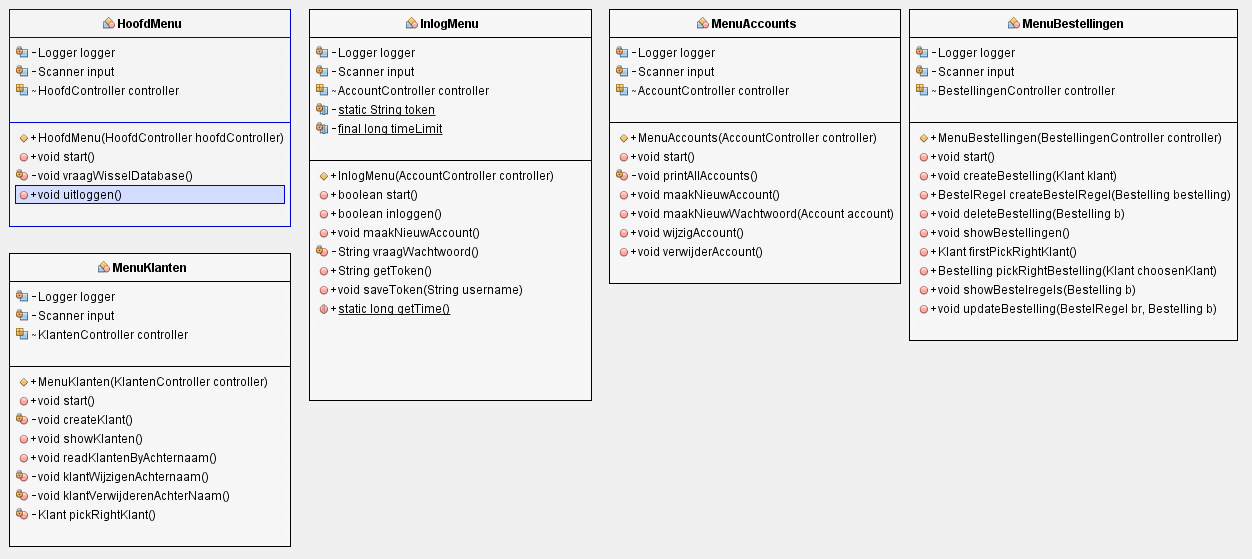 HoofdMenu
- Logger logger
- Scanner input
~ HoofdController controller
+ HoofdMenu(HoofdController hoofdController)
+ void start()
- void vraagWisselDatabase()
+ void uitloggen()
InlogMenu
- Logger logger
- Scanner input
~ AccountController controller
- static String token
- final long timeLimit
+ InlogMenu(AccountController controller)
+ boolean start()
+ boolean inloggen()
+ void maakNieuwAccount()
- String vraagWachtwoord()
+ String getToken()
+ void saveToken(String username)
+ static long getTime()
MenuAccounts
- Logger logger
- Scanner input
~ AccountController controller
+ MenuAccounts(AccountController controller)
+ void start()
- void printAllAccounts()
+ void maakNieuwAccount()
+ void maakNieuwWachtwoord(Account account)
+ void wijzigAccount()
+ void verwijderAccount()
MenuBestellingen
- Logger logger
- Scanner input
~ BestellingenController controller
+ MenuBestellingen(BestellingenController controller)
+ void start()
+ void createBestelling(Klant klant)
+ BestelRegel createBestelRegel(Bestelling bestelling)
+ void deleteBestelling(Bestelling b)
+ void showBestellingen()
+ Klant firstPickRightKlant()
+ Bestelling pickRightBestelling(Klant choosenKlant)
+ void showBestelregels(Bestelling b)
+ void updateBestelling(BestelRegel br, Bestelling b)
MenuKlanten
- Logger logger
- Scanner input
~ KlantenController controller
+ MenuKlanten(KlantenController controller)
+ void start()
- void createKlant()
+ void showKlanten()
+ void readKlantenByAchternaam()
- void klantWijzigenAchternaam()
- void klantVerwijderenAchterNaam()
- Klant pickRightKlant()